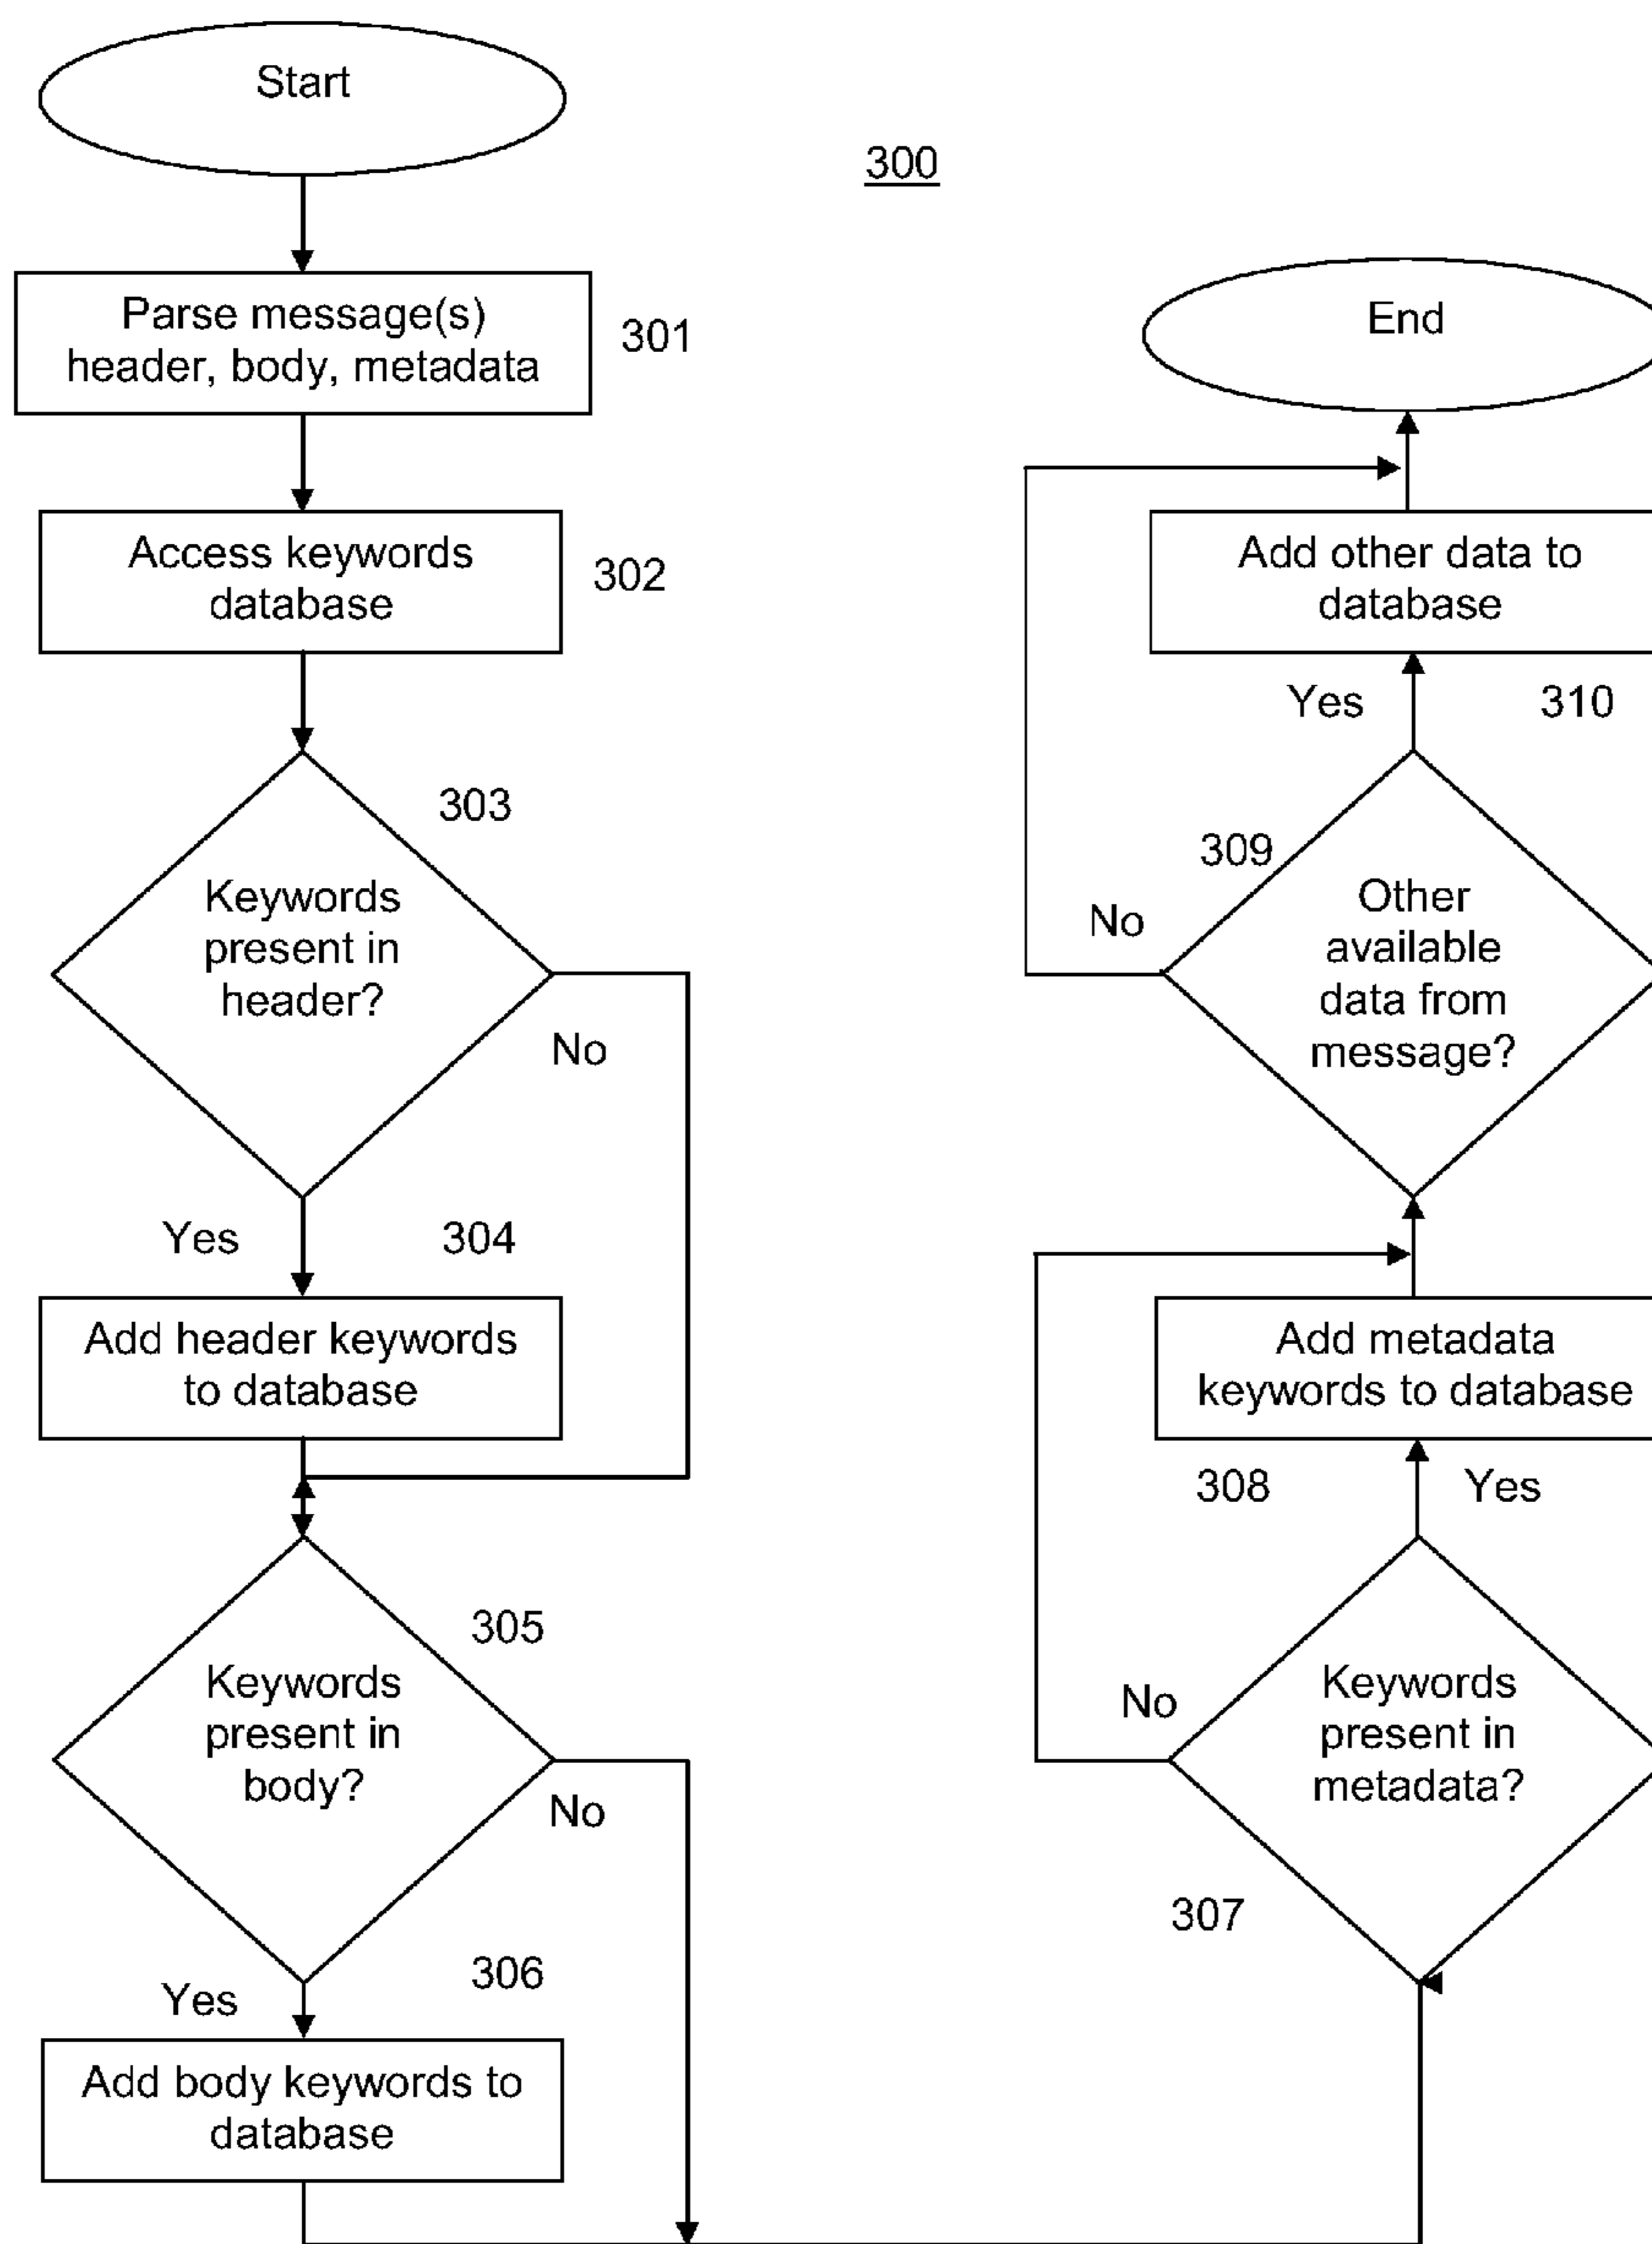 Start
300
Parse message(s)
header, body, metadata
301
Access keywords
database
302
303
Keywords
present in
header?
No
Yes
304
Add header keywords
to database
305
Keywords
present in
body?
No
306
Yes
Add body keywords to
database
End
Add other data to
database
Yes
310
309
Other
available
data from
message?
No
Add metadata
keywords to database
308
Yes
Keywords
present in
metadata?
No
307